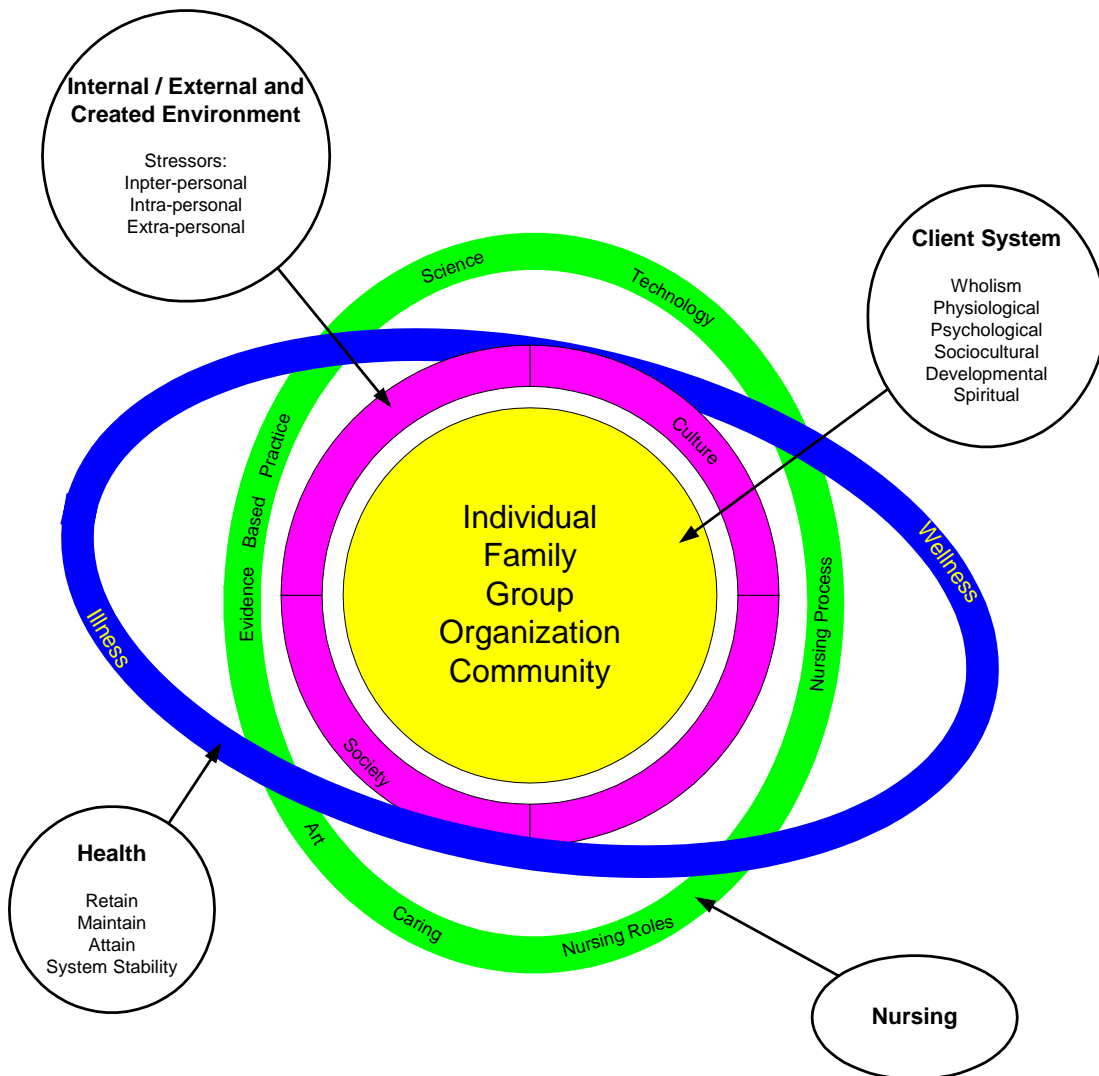 Internal / External and
Created Environment
Stressors:
Inpter-personal
Intra-personal
Extra-personal
Client System
Wholism
Physiological
Psychological
Sociocultural
Developmental
Spiritual
Science
Technology
Evidence Based Practice
Culture
Individual
Family
Group
Organization
Community
Wellness
Illness
Nursing Process
Society
Art
Caring
Nursing Roles
Health
Retain
Maintain
Attain
System Stability
Nursing